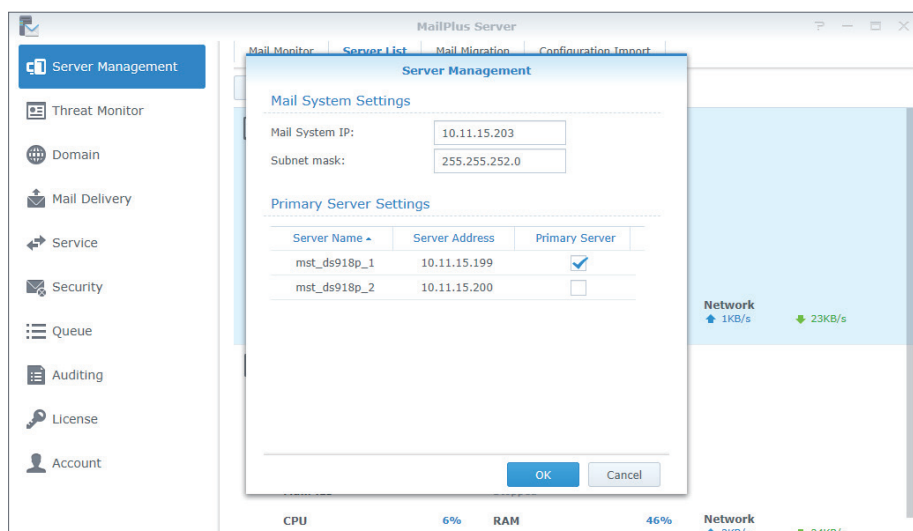 MailPlus Server
Server Management
Threat Monitor
Domain
Mail Delivery
Service
Security
Queue
Auditing
License
Account
Mail Monitor Server List Mail Migration Configuration Import
Server Management
Mail System Settings
Mail System IP: 10.11.15.203
Subnet mask: 255.255.252.0
Primary Server Settings
Server Name Server Address Primary Server
mst_ds918p_1 10.11.15.199
mst_ds918p_2 10.11.15.200
OK Cancel
Network
1KB/s 23KB/s
CPU 6% RAM 46% Network